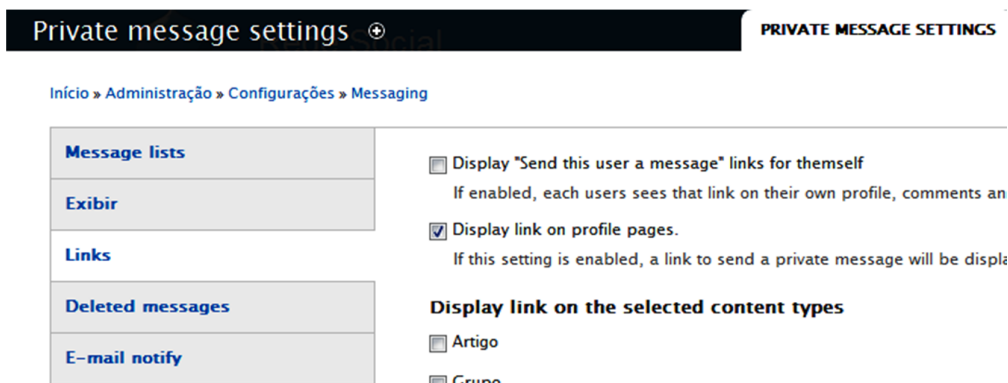 Private message settings
PRIVATE MESSAGE SETTINGS
Início » Administração » Configurações » Messaging
Message lists
Exibir
Links
Deleted messages
E-mail notify
Display "Send this user a message" links for themself
If enabled, each users sees that link on their own profile, comments an
Display link on profile pages.
If this setting is enabled, a link to send a private message will be displa
Display link on the selected content types
Artigo
Grupo